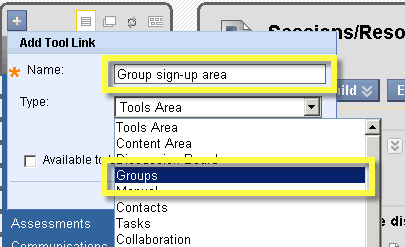 Sessions/Reso
Add Tool Link
Name:
Group sign-up area
Type:
Tools Area
Tools Area
Content Area
Discussion Board
Available to
Groups
Manual
Contacts
Tasks
Collaboration
Assessments
Communications